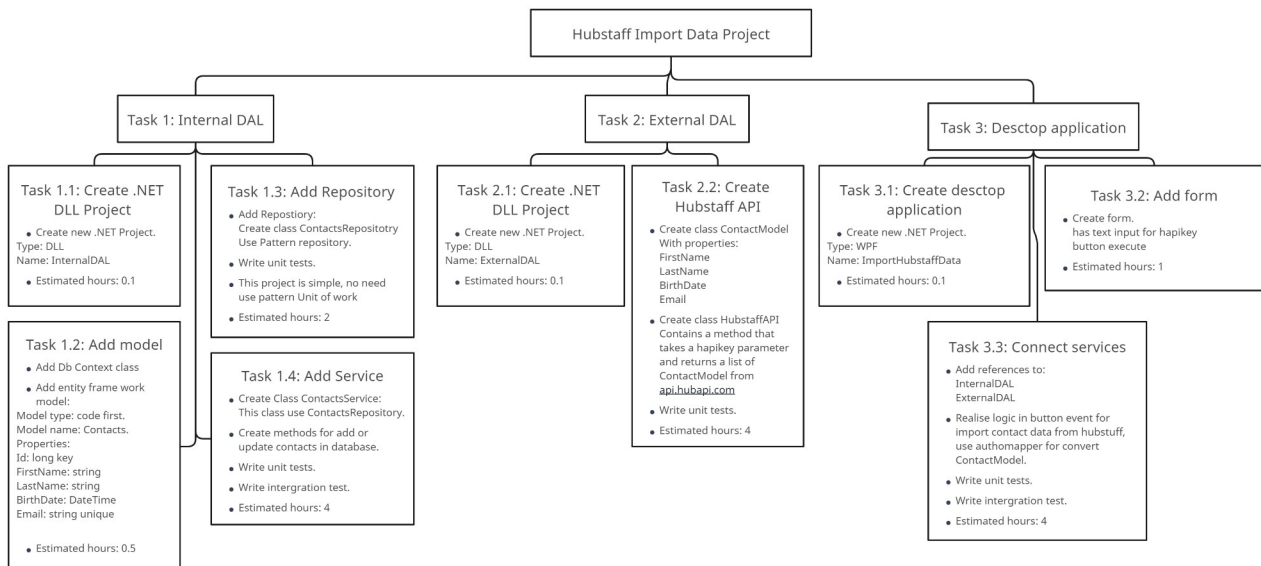 Hubstaff Import Data Project
Task 1: Internal DAL
Task 2: External DAL
Task 3: Desctop application
Task 1.1: Create .NET
DLL Project
• Create new .NET Project.
Type: DLL
Name: InternalDAL
• Estimated hours: 0.1
Task 1.2: Add model
• Add Db Context class
• Add entity frame work
model:
Model type: code first.
Model name: Contacts.
Properties:
Id: long key
FirstName: string
LastName: string
BirthDate: DateTime
Email: string unique
• Estimated hours: 0.5
Task 1.3: Add Repository
• Add Repostiory:
Create class ContactsRepositotry
Use Pattern repository.
• Write unit tests.
• This project is simple, no need
use pattern Unit of work
• Estimated hours: 2
Task 1.4: Add Service
• Create Class ContactsService:
This class use ContactsRepository.
• Create methods for add or
update contacts in database.
• Write unit tests.
• Write intergration test.
• Estimated hours: 4
Task 2.1: Create .NET
DLL Project
• Create new .NET Project.
Type: DLL
Name: ExternalDAL
• Estimated hours: 0.1
Task 2.2: Create
Hubstaff API
• Create class ContactModel
With properties:
FirstName
LastName
BirthDate
Email
• Create class HubstaffAPI
Contains a method that
takes a hapikey parameter
and returns a list of
ContactModel from
api.hubapi.com
• Write unit tests.
• Estimated hours: 4
Task 3.1: Create desctop
application
• Create new .NET Project.
Type: WPF
Name: ImportHubstaffData
• Estimated hours: 0.1
Task 3.2: Add form
• Create form.
has text input for hapikey
button execute
• Estimated hours: 1
Task 3.3: Connect services
• Add references to:
InternalDAL
ExternalDAL
• Realise logic in button event for
import contact data from hubstuff,
use authomapper for convert
ContactModel.
• Write unit tests.
• Write intergration test.
• Estimated hours: 4